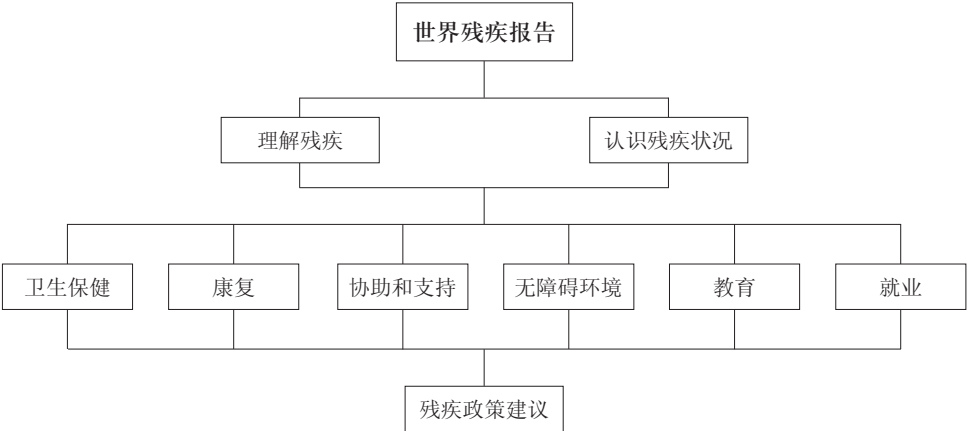 世界残疾报告
理解残疾
认识残疾状况
卫生保健
康复
协助和支持
无障碍环境
教育
就业
残疾政策建议